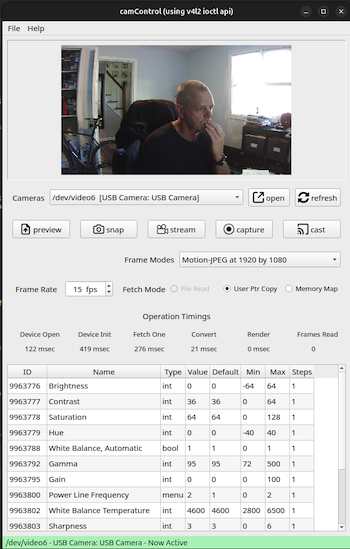 camControl (using v4l2 ioctl api)
File Help
Cameras /dev/video6 [USB Camera: USB Camera] open refresh
preview snap stream capture cast
Frame Modes Motion-JPEG at 1920 by 1080
Frame Rate 15 fps Fetch Mode File Read User Ptr Copy Memory Map
Operation Timings
Device Open Device Init Fetch One Convert Render Frames Read
122 msec 419 msec 276 msec 21 msec 0 msec 0
ID Name Type Value Default Min Max Steps
9963776 Brightness int 0 0 -64 64 1
9963777 Contrast int 36 36 0 64 1
9963778 Saturation int 64 64 0 128 1
9963779 Hue int 0 0 -40 40 1
9963788 White Balance, Automatic bool 1 1 0 1 1
9963792 Gamma int 95 95 72 500 1
9963795 Gain int 0 0 0 100 1
9963800 Power Line Frequency menu 2 1 0 2 1
9963802 White Balance Temperature int 4600 4600 2800 6500 1
9963803 Sharpness int 3 3 0 6 1
/dev/video6 - USB Camera: USB Camera - Now Active